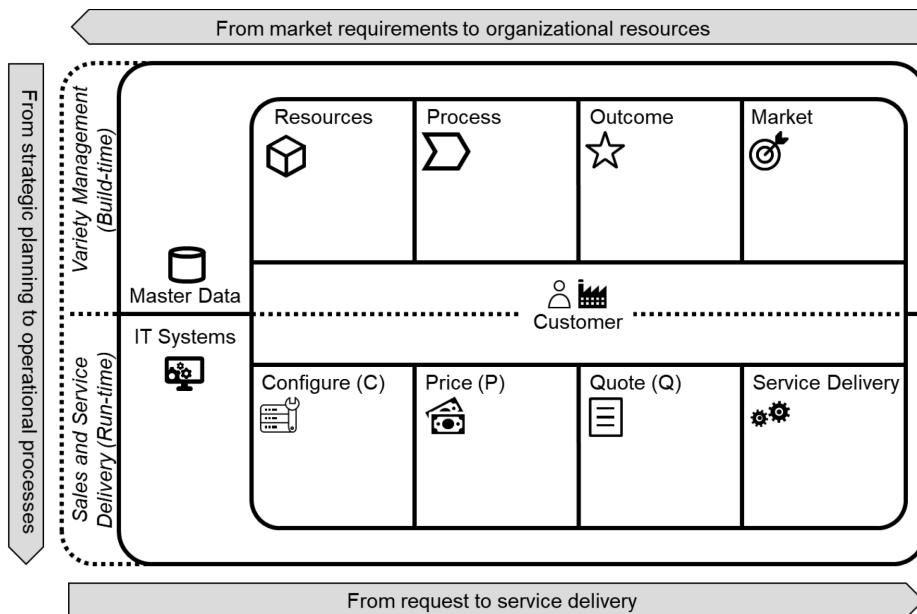 From market requirements to organizational resources
From strategic planning to operational processes
Variety Management
(Build-time)
Resources
Process
Outcome
Market
Master Data
Customer
IT Systems
Sales and Service
Delivery (Run-time)
Configure (C)
Price (P)
Quote (Q)
Service Delivery
From request to service delivery